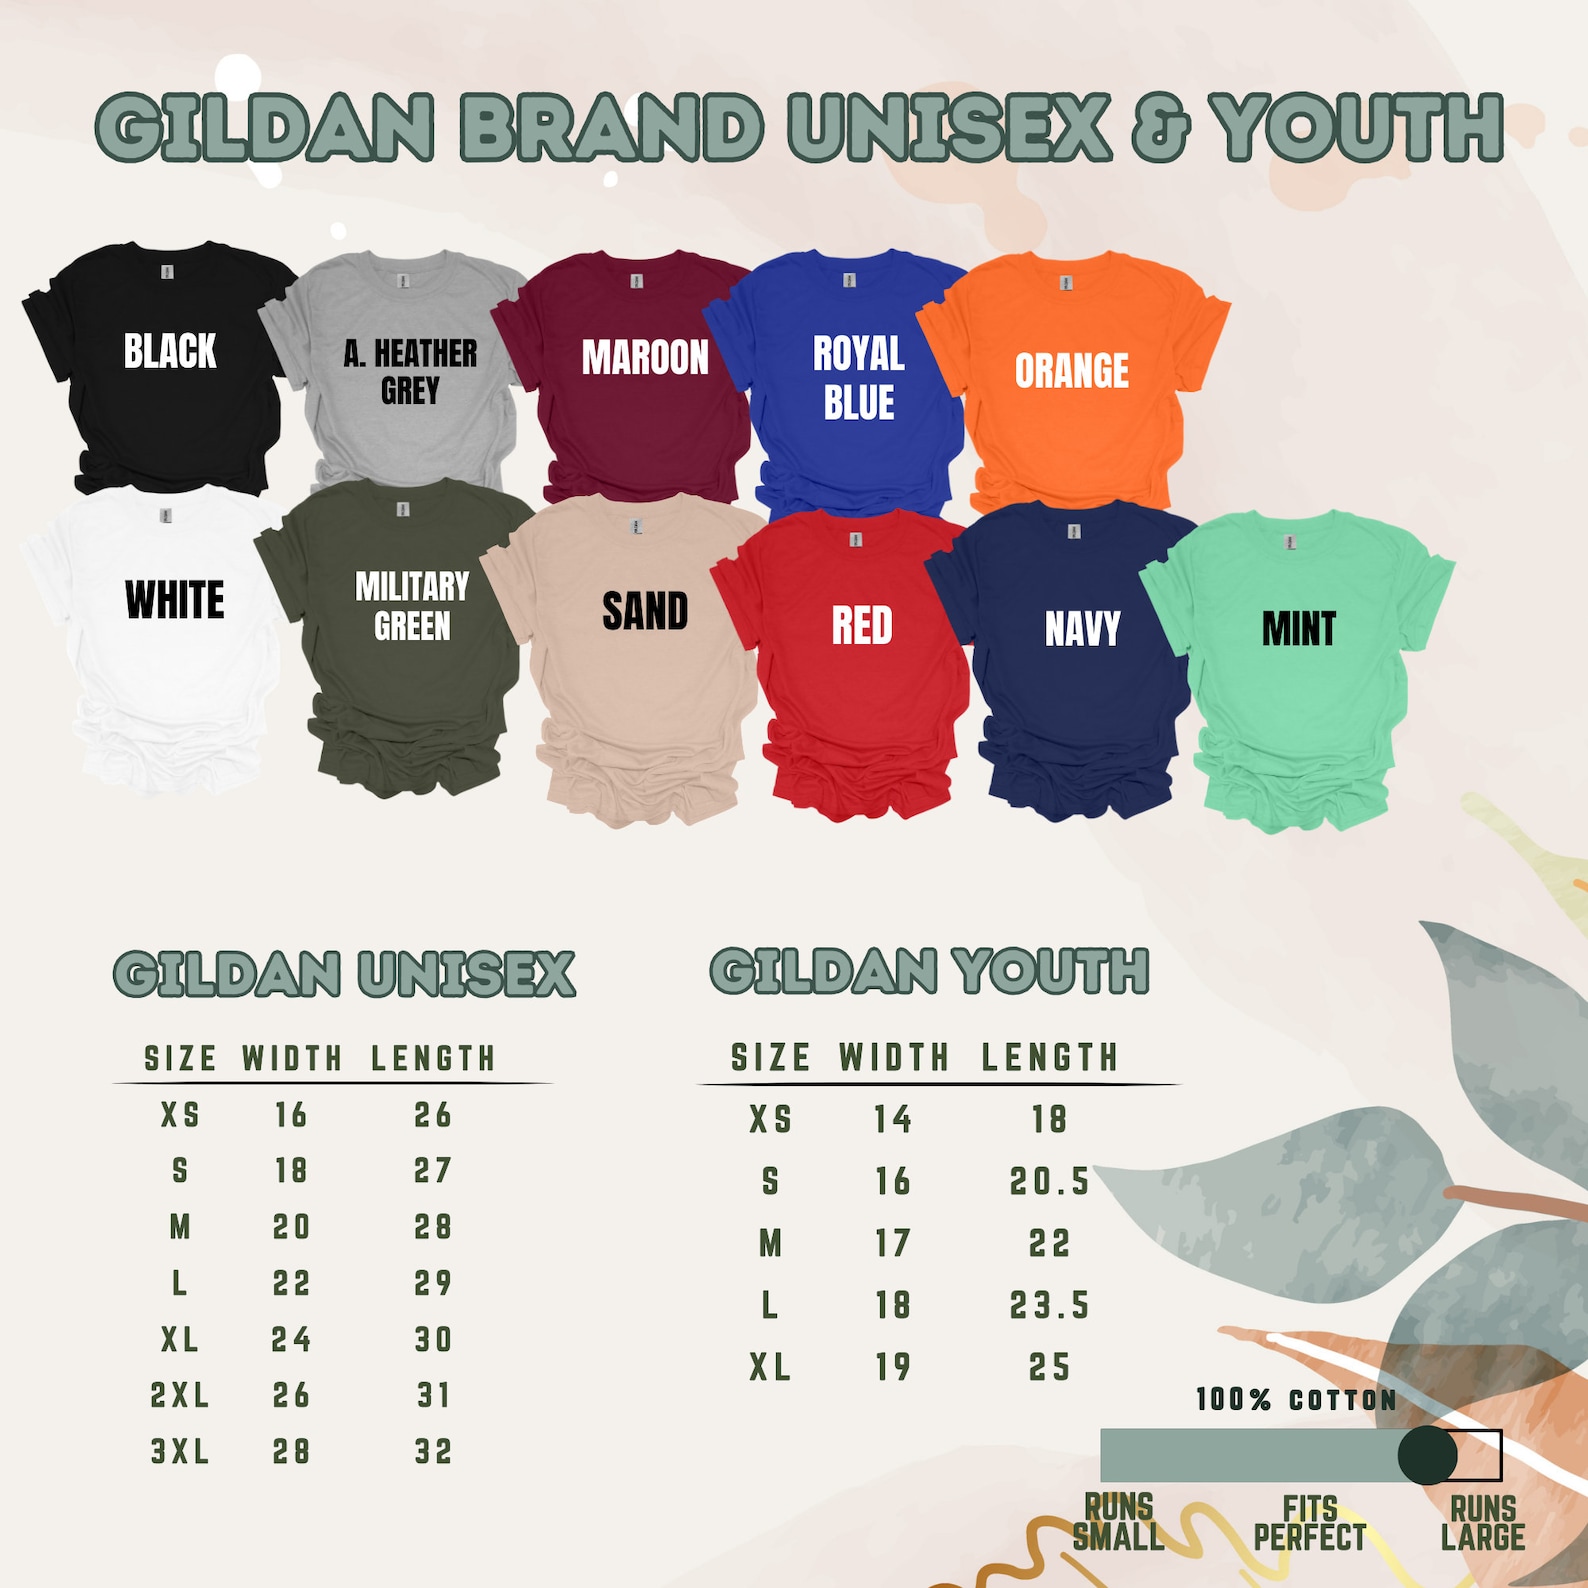 GILDAN BRAND UNISEX & YOUTH
BLACK
A. HEATHER
GREY
MAROON
ROYAL
BLUE
ORANGE
WHITE
MILITARY
GREEN
SAND
RED
NAVY
MINT
GILDAN UNISEX
SIZE WIDTH LENGTH
XS 16 26
S 18 27
M 20 28
L 22 29
XL 24 30
2XL 26 31
3XL 28 32
GILDAN YOUTH
SIZE WIDTH LENGTH
XS 14 18
S 16 20.5
M 17 22
L 18 23.5
XL 19 25
100% COTTON
RUNS
SMALL
FITS
PERFECT
RUNS
LARGE